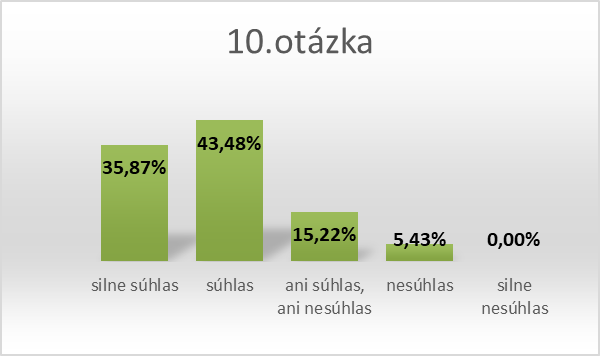 10.otázka
35,87%
43,48%
15,22%
5,43%
0,00%
silne súhlas
súhlas
ani súhlas,
ani nesúhlas
nesúhlas
silne
nesúhlas